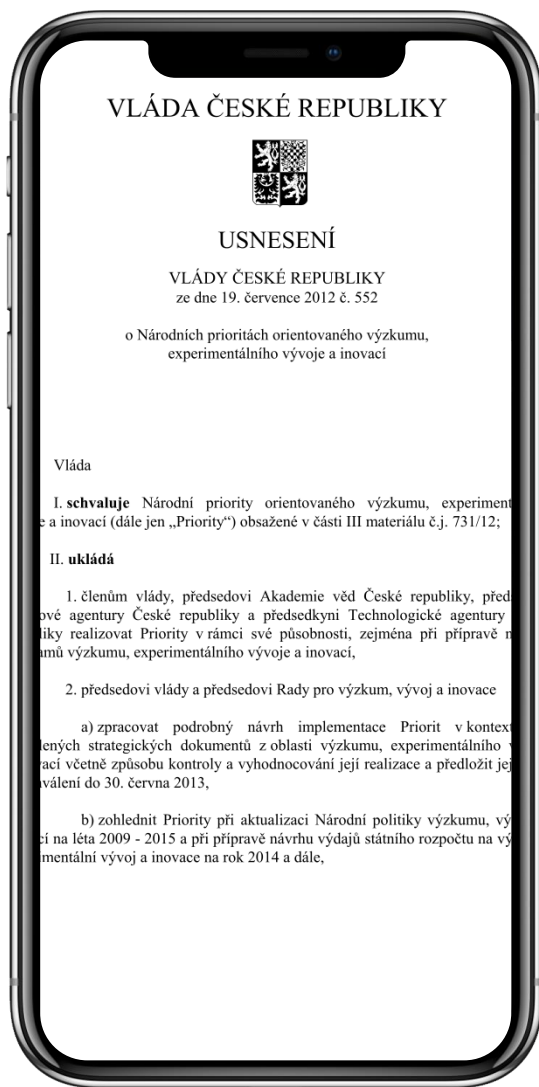 VLÁDA ČESKÉ REPUBLIKY
USNESENÍ
VLÁDY ČESKÉ REPUBLIKY
ze dne 19. července 2012 č. 552
o Národních prioritách orientovaného výzkumu,
experimentálního vývoje a inovací
Vláda
I. schvaluje Národní priority orientovaného výzkumu, experiment
e a inovací (dále jen „Priority“) obsažené v části III materiálu č.j. 731/12;
II. ukládá
1. členům vlády, předsedovi Akademie věd České republiky, před
ové agentury České republiky a předsedkyni Technologické agentury
liky realizovat Priority v rámci své působnosti, zejména při přípravě
amů výzkumu, experimentálního vývoje a inovací,
2. předsedovi vlády a předsedovi Rady pro výzkum, vývoj a inovace
a) zpracovat podrobný návrh implementace Priorit v kontext
lených strategických dokumentů z oblasti výzkumu, experimentálního
vací včetně způsobu kontroly a vyhodnocování její realizace a předložit jej
válení do 30. června 2013,
b) zohlednit Priority při aktualizaci Národní politiky výzkumu, vý
cí na léta 2009 - 2015 a při přípravě návrhu výdajů státního rozpočtu na vý
imentální vývoj a inovace na rok 2014 a dále,